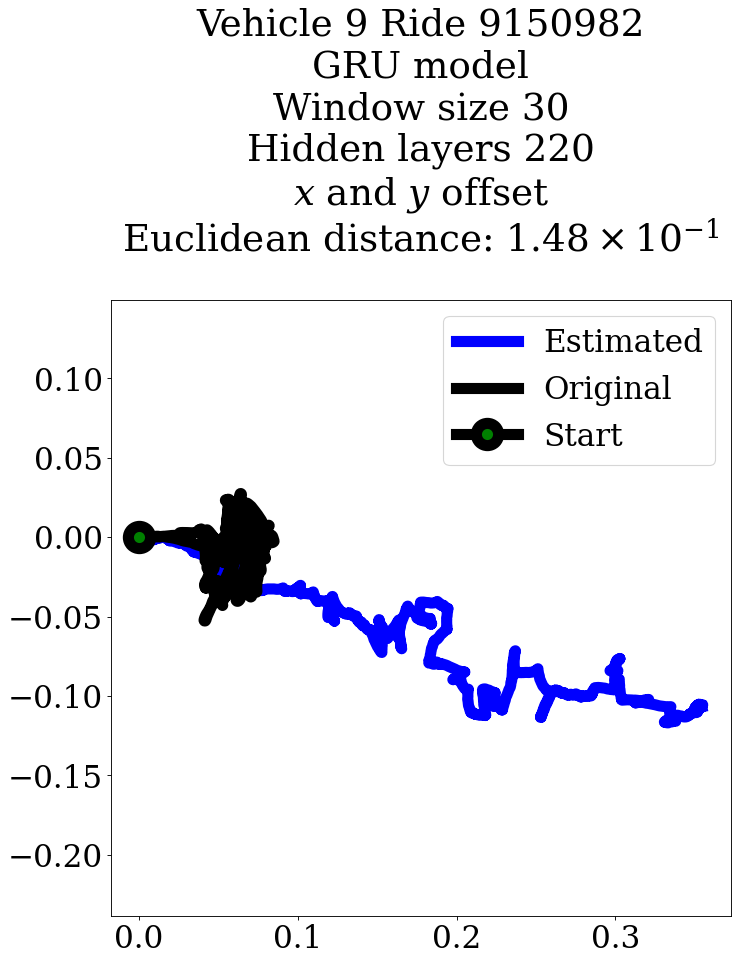 Vehicle 9 Ride 9150982
GRU model
Window size 30
Hidden layers 220
x and y offset
Euclidean distance: 1.48 × 10⁻¹
Estimated
Original
Start
0.10
0.05
0.00
−0.05
−0.10
−0.15
−0.20
0.0 0.1 0.2 0.3